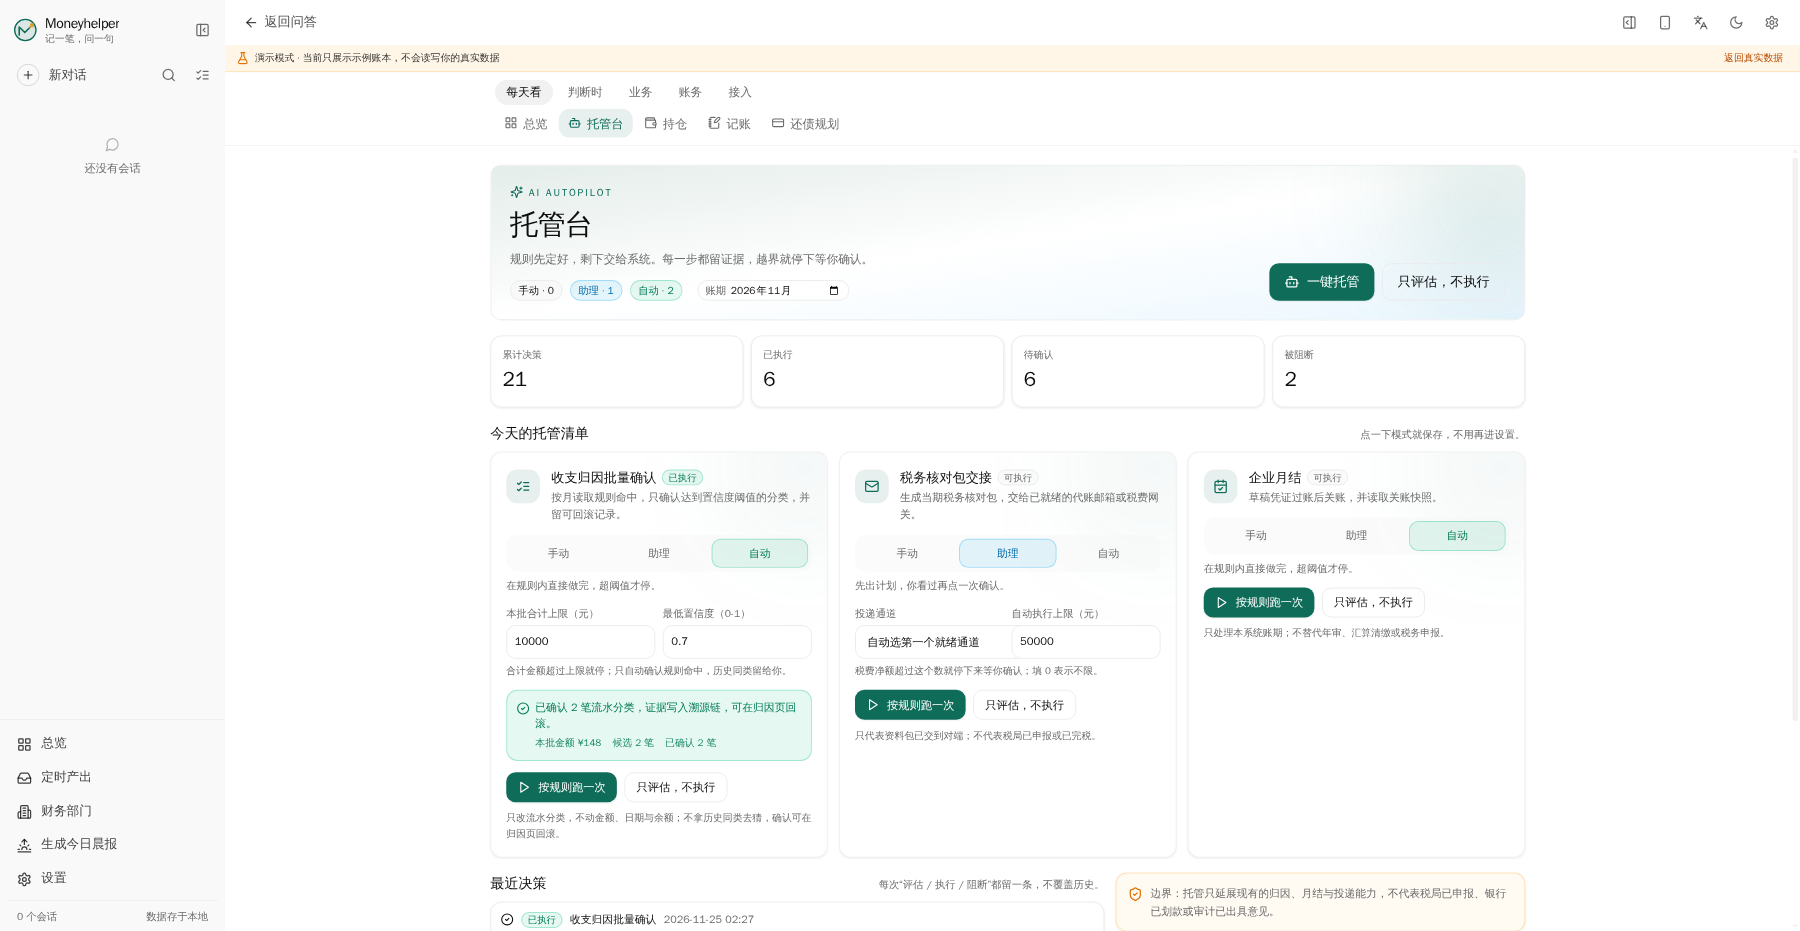 Moneyhelper
记一笔，问一句
新对话
还没有会话
总览
定时产出
财务部门
生成今日晨报
设置
0 个会话
数据存于本地
返回问答
演示模式 · 当前只展示示例账本，不会读写你的真实数据
返回真实数据
每天看 判断时 业务 账务 接入
总览 托管台 持仓 记账 还债规划
AI AUTOPILOT
托管台
规则先定好，剩下交给系统。每一步都留证据，越界就停下等你确认。
手动 · 0 助理 · 1 自动 · 2 账期 2026年11月
一键托管 只评估，不执行
累计决策
21
已执行
6
待确认
6
被阻断
2
今天的托管清单
点一下模式就保存，不用再进设置。
收支归因批量确认 已执行
按月读取规则命中，只确认达到置信度阈值的分类，并
留可回滚记录。
手动 助理 自动
在规则内直接做完，超阈值才停。
本批合计上限（元） 最低置信度（0-1）
10000 0.7
合计金额超过上限就停；只自动确认规则命中，历史同类留给你。
已确认 2 笔流水分类，证据写入溯源链，可在归因页回
滚。
本批金额 ¥148 候选 2 笔 已确认 2 笔
按规则跑一次 只评估，不执行
只改流水分类，不动金额、日期与余额；不拿历史同类去猜，确认可在
归因页回滚。
税务核对包交接 可执行
生成当期税务核对包，交给已就绪的代账邮箱或税费网
关。
手动 助理 自动
先出计划，你看过再点一次确认。
投递通道 自动执行上限（元）
自动选第一个就绪通道 50000
税费净额超过这个数就停下来等你确认；填 0 表示不限。
按规则跑一次 只评估，不执行
只代表资料包已交到对端；不代表税局已申报或已完税。
企业月结 可执行
草稿凭证过账后关账，并读取关账快照。
手动 助理 自动
在规则内直接做完，超阈值才停。
按规则跑一次 只评估，不执行
只处理本系统账期；不替代年审、汇算清缴或税务申报。
最近决策
每次“评估 / 执行 / 阻断”都留一条，不覆盖历史。
已执行 收支归因批量确认 2026-11-25 02:27
边界：托管只延展现有的归因、月结与投递能力，不代表税局已申报、银行
已划款或审计已出具意见。